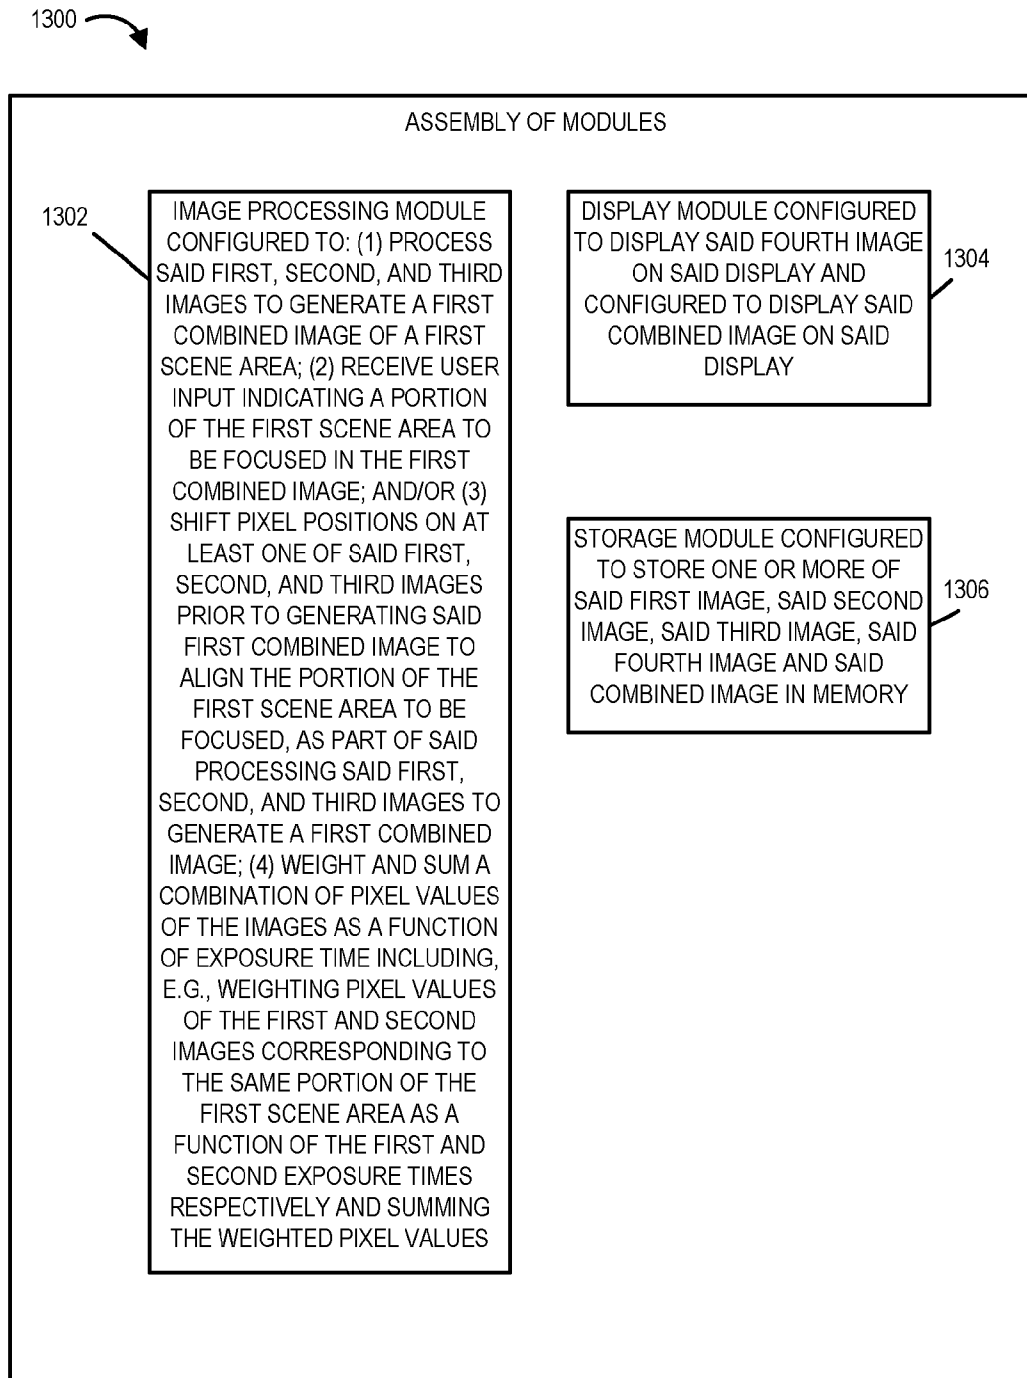 1300
ASSEMBLY OF MODULES
1302
IMAGE PROCESSING MODULE
CONFIGURED TO: (1) PROCESS
SAID FIRST, SECOND, AND THIRD
IMAGES TO GENERATE A FIRST
COMBINED IMAGE OF A FIRST
SCENE AREA; (2) RECEIVE USER
INPUT INDICATING A PORTION
OF THE FIRST SCENE AREA TO
BE FOCUSED IN THE FIRST
COMBINED IMAGE; AND/OR (3)
SHIFT PIXEL POSITIONS ON AT
LEAST ONE OF SAID FIRST,
SECOND, AND THIRD IMAGES
PRIOR TO GENERATING SAID
FIRST COMBINED IMAGE TO
ALIGN THE PORTION OF THE
FIRST SCENE AREA TO BE
FOCUSED, AS PART OF SAID
PROCESSING SAID FIRST,
SECOND, AND THIRD IMAGES TO
GENERATE A FIRST COMBINED
IMAGE; (4) WEIGHT AND SUM A
COMBINATION OF PIXEL VALUES
OF THE IMAGES AS A FUNCTION
OF EXPOSURE TIME INCLUDING,
E.G., WEIGHTING PIXEL VALUES
OF THE FIRST AND SECOND
IMAGES CORRESPONDING TO
THE SAME PORTION OF THE
FIRST SCENE AREA AS A
FUNCTION OF THE FIRST AND
SECOND EXPOSURE TIMES
RESPECTIVELY AND SUMMING
THE WEIGHTED PIXEL VALUES
DISPLAY MODULE CONFIGURED
TO DISPLAY SAID FOURTH IMAGE
ON SAID DISPLAY AND
CONFIGURED TO DISPLAY SAID
COMBINED IMAGE ON SAID
DISPLAY
1304
STORAGE MODULE CONFIGURED
TO STORE ONE OR MORE OF
SAID FIRST IMAGE, SAID SECOND
IMAGE, SAID THIRD IMAGE, SAID
FOURTH IMAGE AND SAID
COMBINED IMAGE IN MEMORY
1306